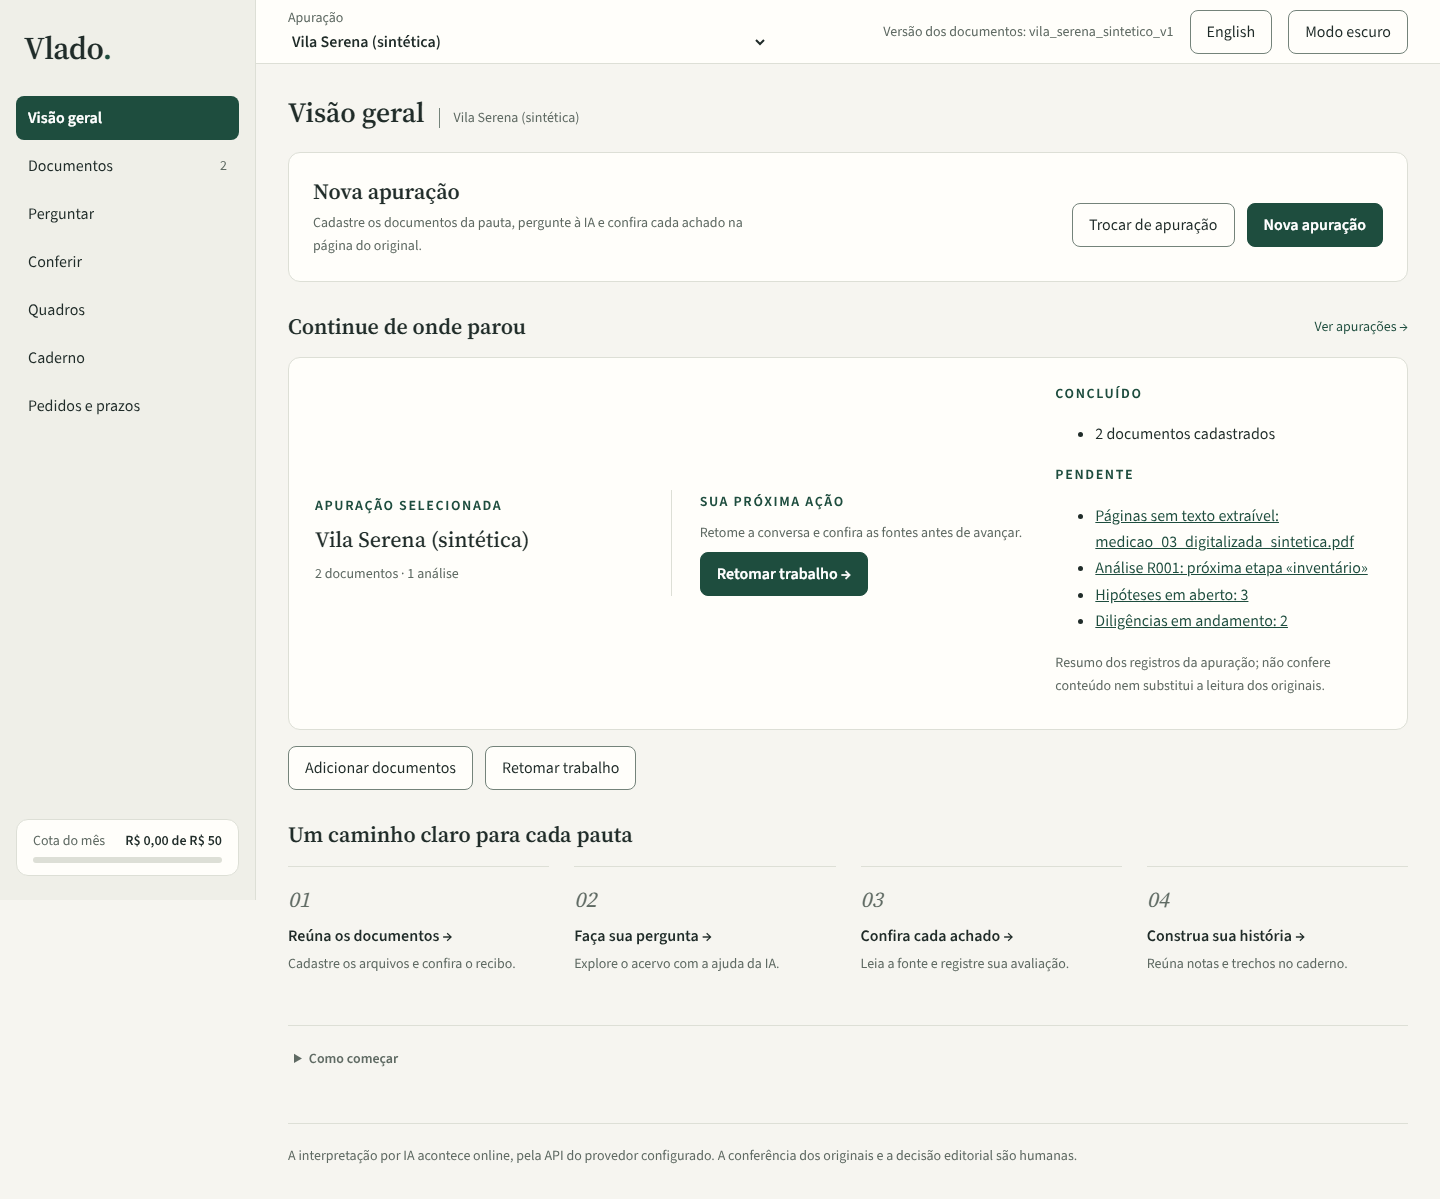 Vlado.
Visão geral
Documentos 2
Perguntar
Conferir
Quadros
Caderno
Pedidos e prazos
Cota do mês R$ 0,00 de R$ 50
Apuração
Vila Serena (sintética)
Versão dos documentos: vila_serena_sintetico_v1
English
Modo escuro
Visão geral
Vila Serena (sintética)
Nova apuração
Cadastre os documentos da pauta, pergunte à IA e confira cada achado na
página do original.
Trocar de apuração
Nova apuração
Continue de onde parou
Ver apurações →
APURAÇÃO SELECIONADA
Vila Serena (sintética)
2 documentos · 1 análise
SUA PRÓXIMA AÇÃO
Retome a conversa e confira as fontes antes de avançar.
Retomar trabalho →
CONCLUÍDO
• 2 documentos cadastrados
PENDENTE
• Páginas sem texto extraível:
medicao_03_digitalizada_sintetica.pdf
• Análise R001: próxima etapa «inventário»
• Hipóteses em aberto: 3
• Diligências em andamento: 2
Resumo dos registros da apuração; não confere
conteúdo nem substitui a leitura dos originais.
Adicionar documentos
Retomar trabalho
Um caminho claro para cada pauta
01
Reúna os documentos →
Cadastre os arquivos e confira o recibo.
02
Faça sua pergunta →
Explore o acervo com a ajuda da IA.
03
Confira cada achado →
Leia a fonte e registre sua avaliação.
04
Construa sua história →
Reúna notas e trechos no caderno.
▶ Como começar
A interpretação por IA acontece online, pela API do provedor configurado. A conferência dos originais e a decisão editorial são humanas.